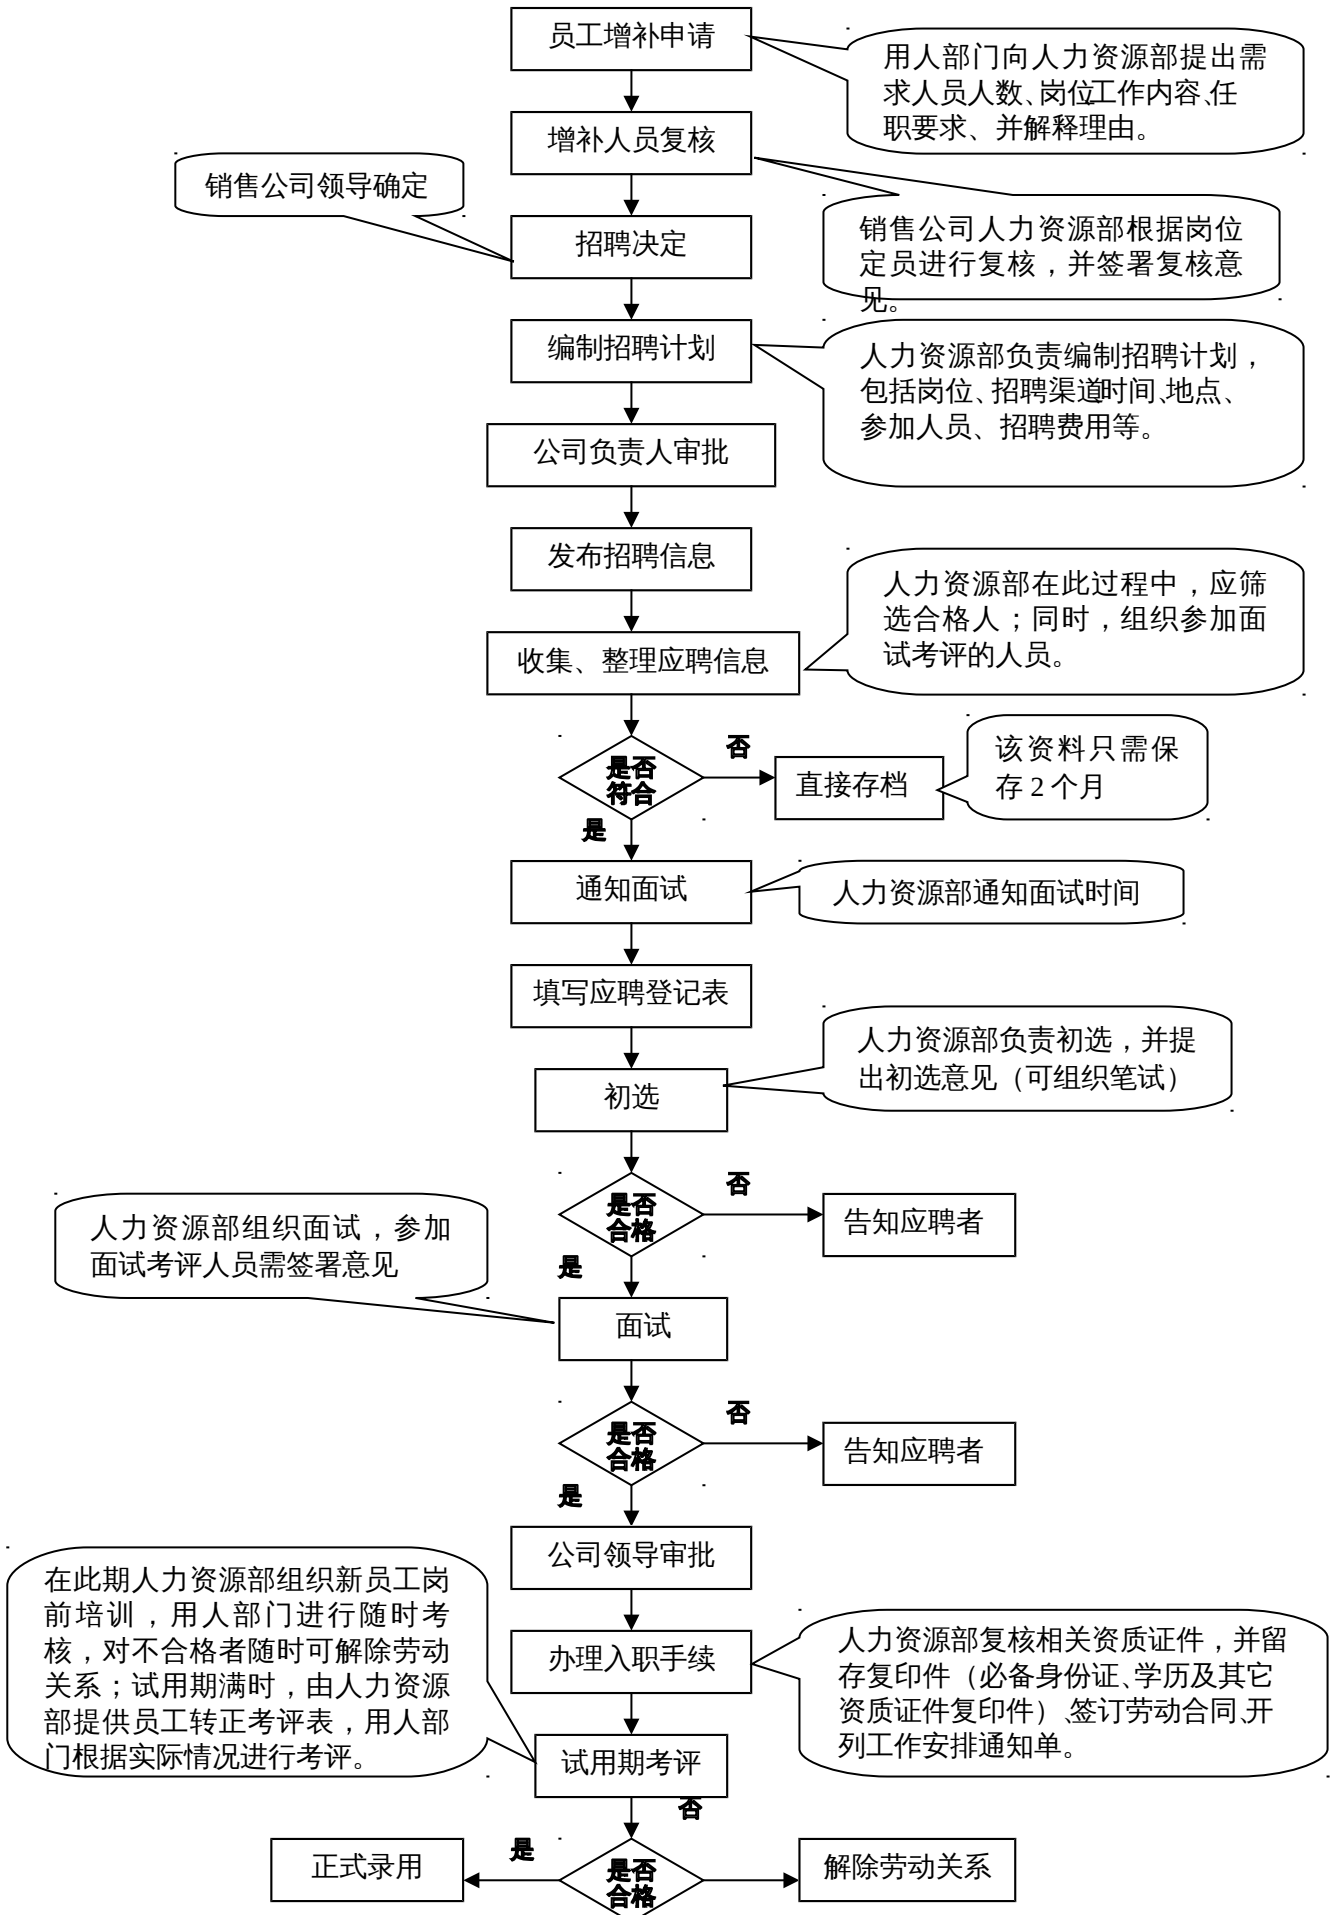 员工增补申请
用人部门向人力资源部提出需
求人员人数、岗位、工作内容、任
职要求、并解释理由。
增补人员复核
销售公司领导确定
销售公司人力资源部根据岗位
定员进行复核，并签署复核意
见。
招聘决定
编制招聘计划
人力资源部负责编制招聘计划，
包括岗位、招聘渠道、时间、地点、
参加人员、招聘费用等。
公司负责人审批
发布招聘信息
人力资源部在此过程中，应筛
选合格人；同时，组织参加面
试考评的人员。
收集、整理应聘信息
是否
符合
否
直接存档
该资料只需保
存 2 个月
是
通知面试
人力资源部通知面试时间
填写应聘登记表
人力资源部负责初选，并提
出初选意见（可组织笔试）
初选
是否
合格
否
告知应聘者
人力资源部组织面试，参加
面试考评人员需签署意见
是
面试
是否
合格
否
告知应聘者
是
公司领导审批
在此期人力资源部组织新员工岗
前培训，用人部门进行随时考
核，对不合格者随时可解除劳动
关系；试用期满时，由人力资源
部提供员工转正考评表，用人部
门根据实际情况进行考评。
办理入职手续
人力资源部复核相关资质证件，并留
存复印件（必备身份证、学历及其它
资质证件复印件）、签订劳动合同、开
列工作安排通知单。
试用期考评
否
是
正式录用
是否
合格
解除劳动关系